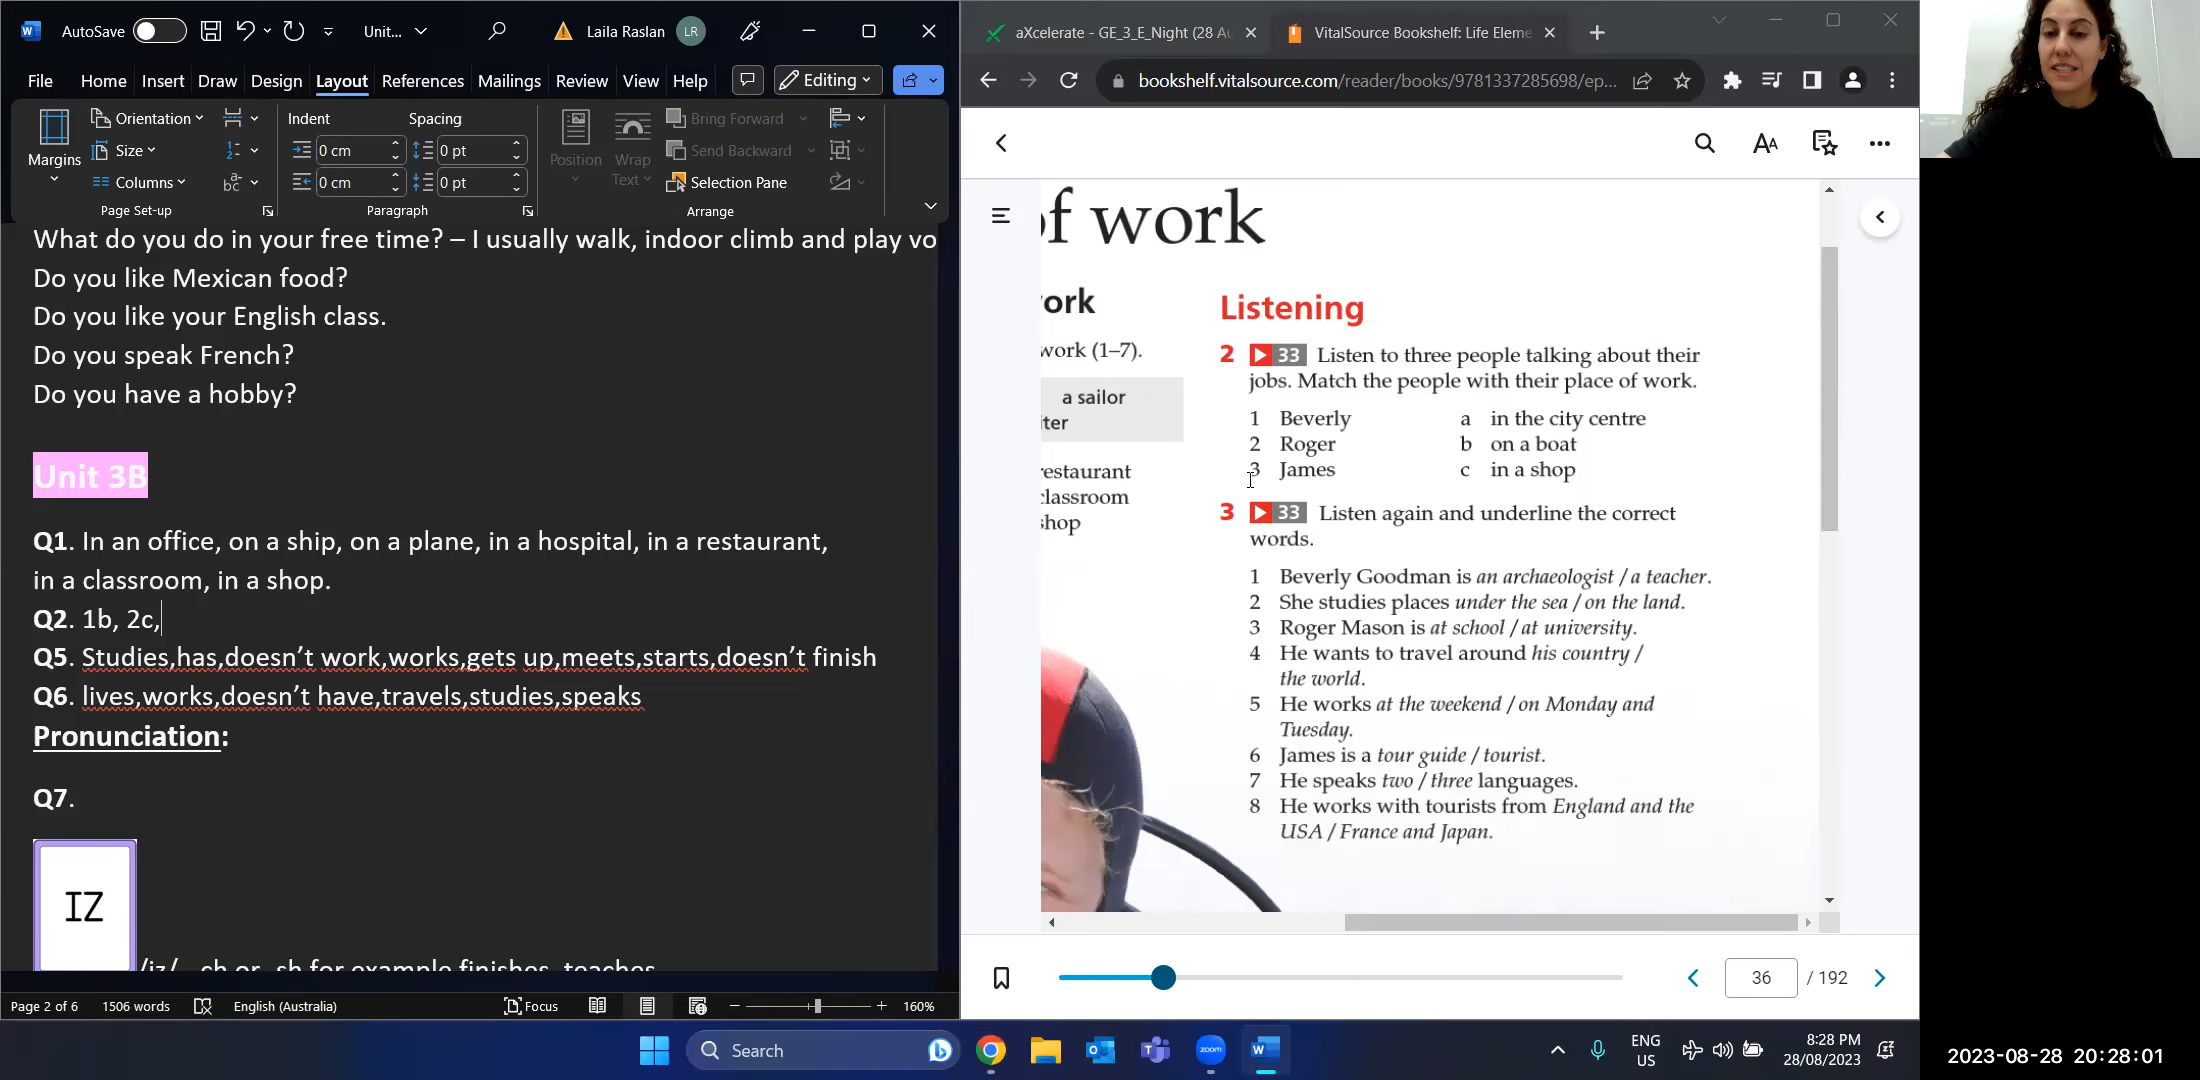 AutoSave
Unit...
Laila Raslan
LR
File Home Insert Draw Design Layout References Mailings Review View Help
Editing
Margins
Orientation
Size
Columns
Page Set-up
Indent
0 cm
0 cm
Spacing
0 pt
0 pt
Paragraph
Position
Wrap
Text
Bring Forward
Send Backward
Selection Pane
Arrange
What do you do in your free time? – I usually walk, indoor climb and play vo
Do you like Mexican food?
Do you like your English class.
Do you speak French?
Do you have a hobby?
Unit 3B
Q1. In an office, on a ship, on a plane, in a hospital, in a restaurant,
in a classroom, in a shop.
Q2. 1b, 2c,
Q5. Studies,has,doesn't work,works,gets up,meets,starts,doesn't finish
Q6. lives,works,doesn't have,travels,studies,speaks
Pronunciation:
Q7.
IZ
/iz/ - ch or -sh for example finishes, teaches
Page 2 of 6
1506 words
English (Australia)
Focus
160%
aXcelerate - GE_3_E_Night (28 Au
VitalSource Bookshelf: Life Eleme
bookshelf.vitalsource.com/reader/books/9781337285698/ep...
of work
ork
work (1–7).
a sailor
iter
restaurant
classroom
shop
Listening
2 33 Listen to three people talking about their
jobs. Match the people with their place of work.
1 Beverly a in the city centre
2 Roger b on a boat
3 James c in a shop
3 33 Listen again and underline the correct
words.
1 Beverly Goodman is an archaeologist / a teacher.
2 She studies places under the sea / on the land.
3 Roger Mason is at school / at university.
4 He wants to travel around his country /
the world.
5 He works at the weekend / on Monday and
Tuesday.
6 James is a tour guide / tourist.
7 He speaks two / three languages.
8 He works with tourists from England and the
USA / France and Japan.
36 / 192
Search
zoom
ENG
US
8:28 PM
28/08/2023
2023-08-28 20:28:01